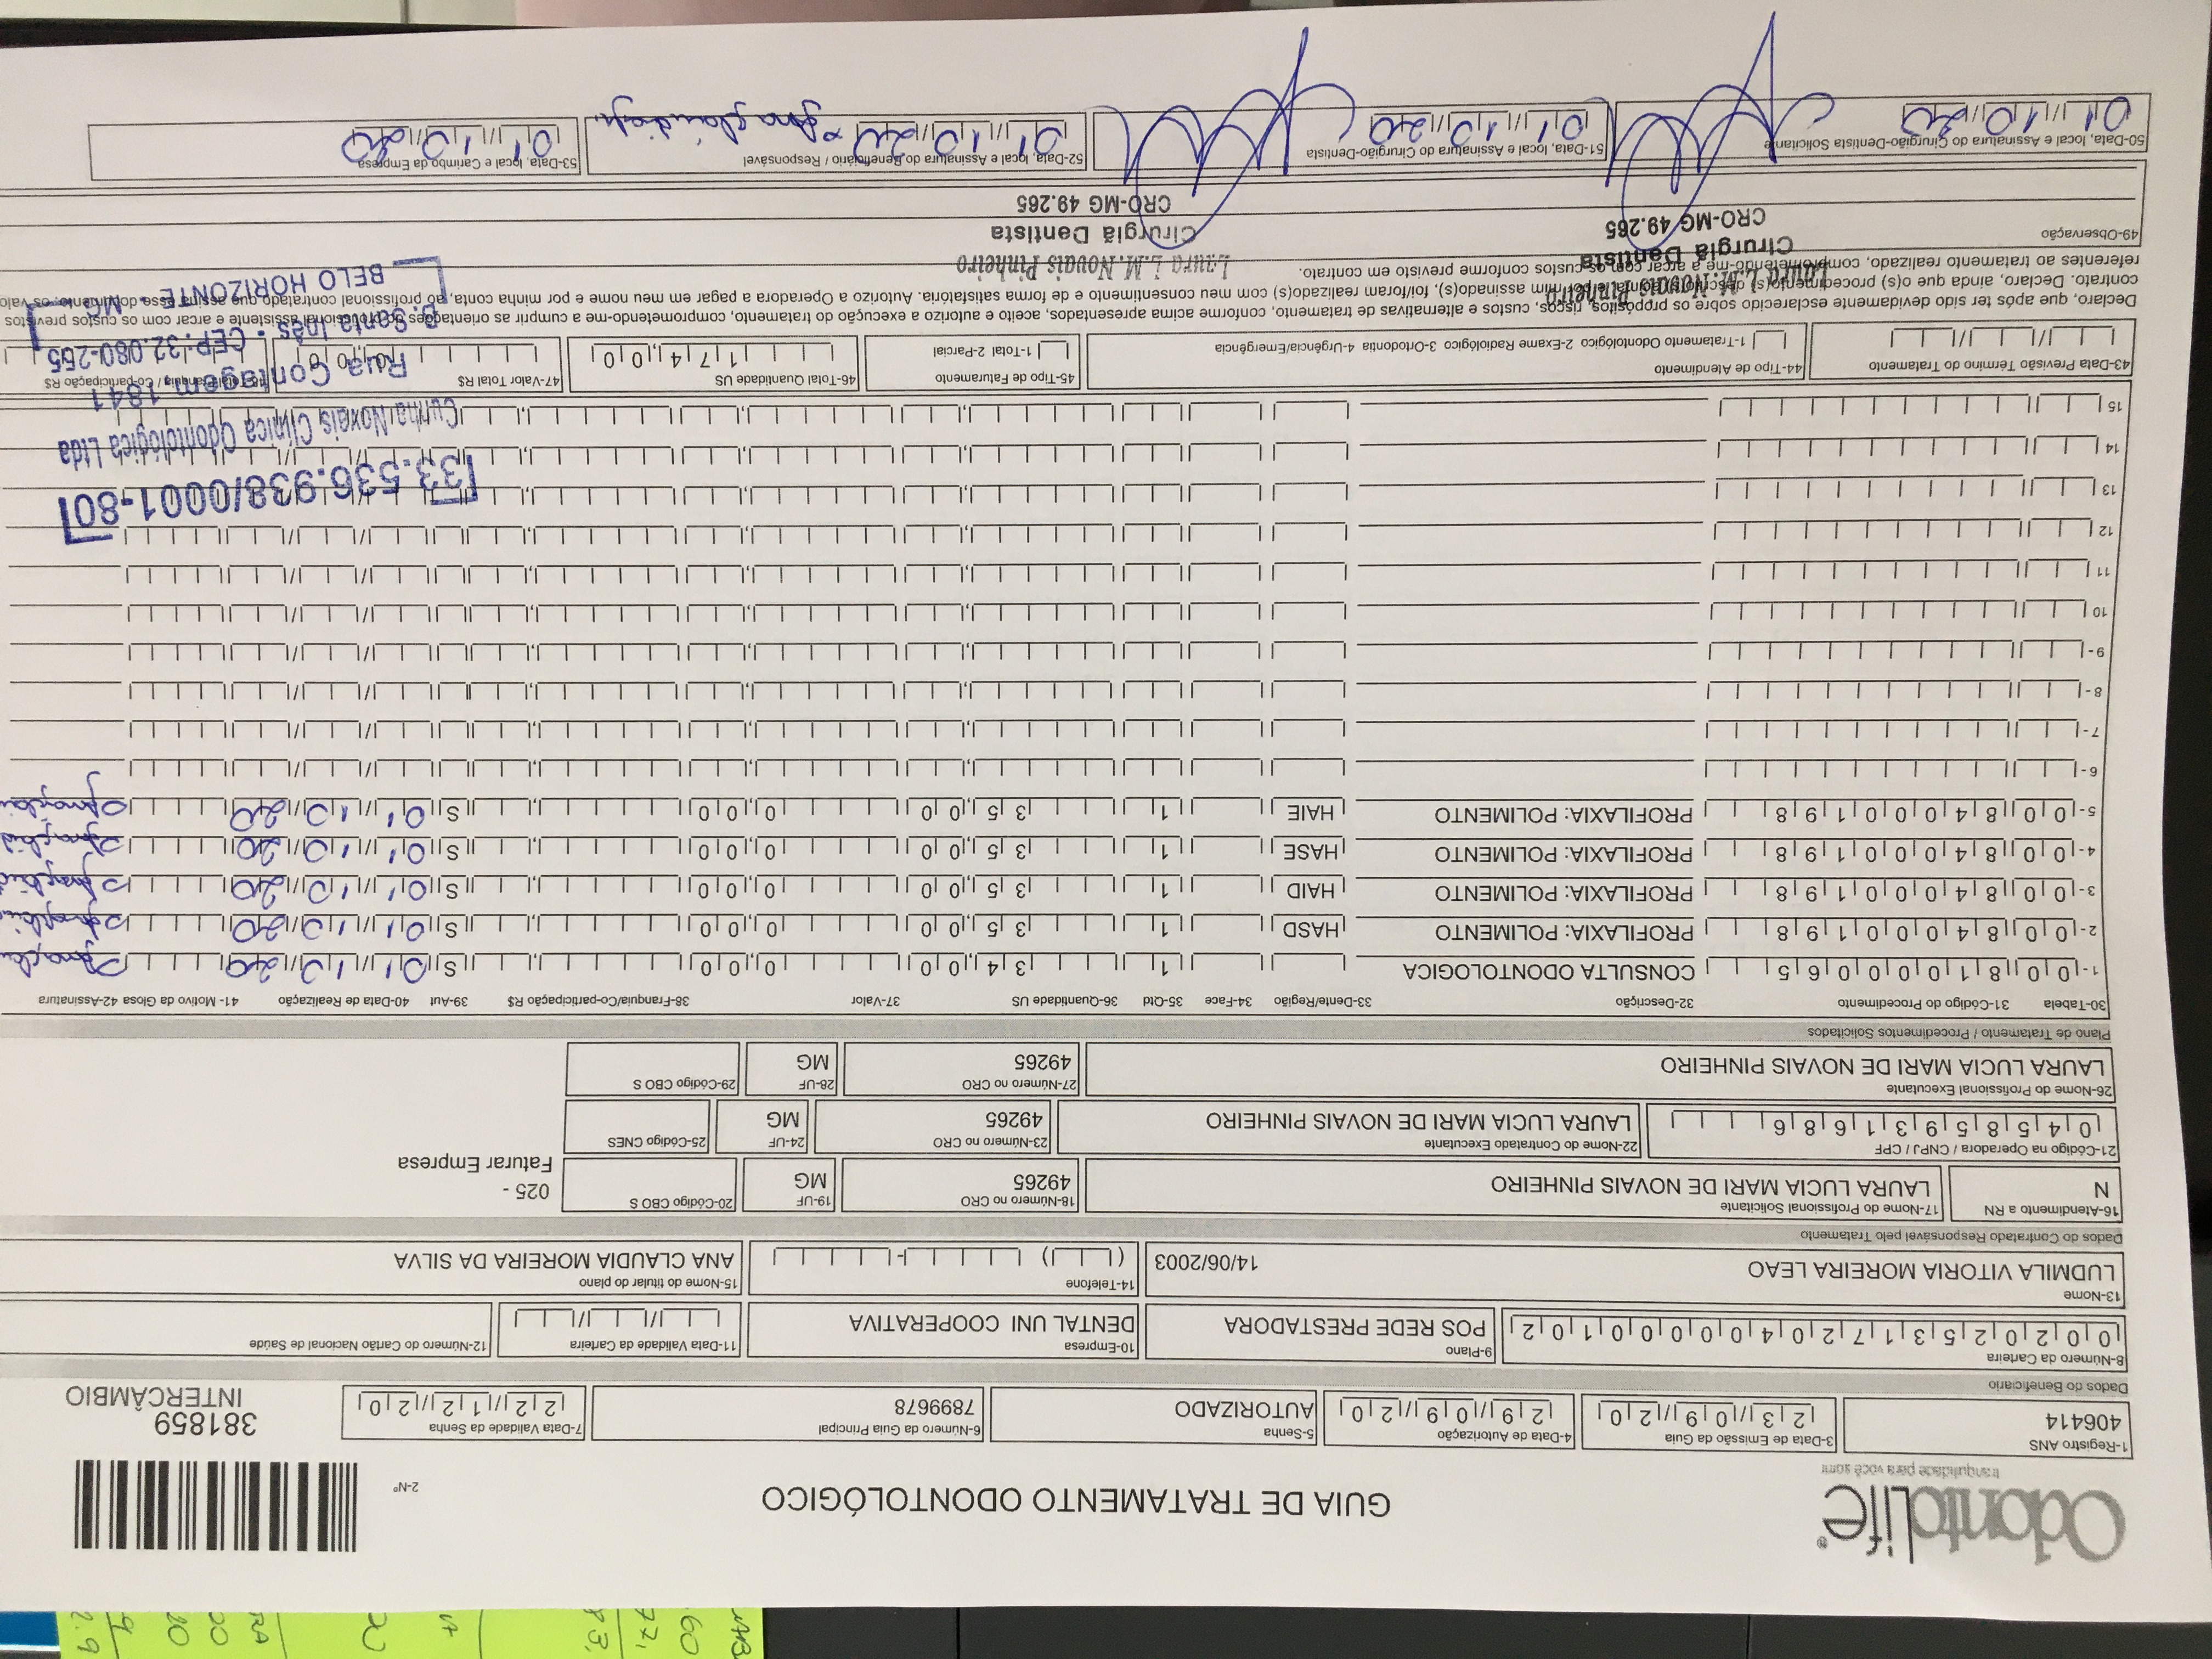 OdontoLife®
tranquilidade para você sorrir
GUIA DE TRATAMENTO ODONTOLÓGICO
2-Nº
381859
INTERCÂMBIO
1-Registro ANS
406414
3-Data de Emissão da Guia
23/09/20
4-Data de Autorização
29/09/20
5-Senha
AUTORIZADO
6-Número da Guia Principal
7899678
7-Data Validade da Senha
22/12/20
Dados do Beneficiário
8-Número da Carteira
00202531720400000102
9-Plano
POS REDE PRESTADORA
10-Empresa
DENTAL UNI COOPERATIVA
11-Data Validade da Carteira
12-Número do Cartão Nacional de Saúde
13-Nome
LUDMILA VITORIA MOREIRA LEAO
14/06/2003
14-Telefone
15-Nome do titular do plano
ANA CLAUDIA MOREIRA DA SILVA
Dados do Contratado Responsável pelo Tratamento
16-Atendimento a RN
N
17-Nome do Profissional Solicitante
LAURA LUCIA MARI DE NOVAIS PINHEIRO
18-Número no CRO
49265
19-UF
MG
20-Código CBO S
025 -
Faturar Empresa
21-Código na Operadora / CNPJ / CPF
04585931686
22-Nome do Contratado Executante
LAURA LUCIA MARI DE NOVAIS PINHEIRO
23-Número no CRO
49265
24-UF
MG
25-Código CNES
26-Nome do Profissional Executante
LAURA LUCIA MARI DE NOVAIS PINHEIRO
27-Número no CRO
49265
28-UF
MG
29-Código CBO S
Plano de Tratamento / Procedimentos Solicitados
30-Tabela 31-Código do Procedimento 32-Descrição 33-Dente/Região 34-Face 35-Qtd 36-Quantidade US 37-Valor 38-Franquia/Co-participação R$ 39-Aut 40-Data de Realização 41- Motivo da Glosa 42-Assinatura
1- 00 81000065 CONSULTA ODONTOLOGICA 1 34,00 0,00 S 01/10/20
2- 00 84000198 PROFILAXIA: POLIMENTO HASD 1 35,00 0,00 S 01/10/20
3- 00 84000198 PROFILAXIA: POLIMENTO HAID 1 35,00 0,00 S 01/10/20
4- 00 84000198 PROFILAXIA: POLIMENTO HASE 1 35,00 0,00 S 01/10/20
5- 00 84000198 PROFILAXIA: POLIMENTO HAIE 1 35,00 0,00 S 01/10/20
6-
7-
8-
9-
10
11
12
13
14
15
33.536.938/0001-80
Cunha Novais Clínica Odontológica Ltda
Rua Contagem 1841
B. Santa Inês - CEP: 32.080-265
BELO HORIZONTE - MG
43-Data Previsão Término do Tratamento
44-Tipo de Atendimento
1-Tratamento Odontológico 2-Exame Radiológico 3-Ortodontia 4-Urgência/Emergência
45-Tipo de Faturamento
1-Total 2-Parcial
46-Total Quantidade US
174,00
47-Valor Total R$
Franquia / Co-participação R$
Declaro, que após ter sido devidamente esclarecido sobre os propósitos, riscos, custos e alternativas de tratamento, conforme acima apresentados, aceito e autorizo a execução do tratamento, comprometendo-me a cumprir as orientações do profissional assistente e arcar com os custos previstos
contrato. Declaro, ainda que o(s) procedimento(s) descrito(s) acima, e por mim assinado(s), foi/foram realizado(s) com meu consentimento e de forma satisfatória. Autorizo a Operadora a pagar em meu nome e por minha conta, ao profissional contratado que assina esse documento, os valo
referentes ao tratamento realizado, comprometendo-me a arcar com os custos conforme previsto em contrato.
49-Observação
Laura L.M. Novais Pinheiro
Cirurgiã Dentista
CRO-MG 49.265
Laura L.M. Novais Pinheiro
Cirurgiã Dentista
CRO-MG 49.265
50-Data, local e Assinatura do Cirurgião-Dentista Solicitante
01/10/20
51-Data, local e Assinatura do Cirurgião-Dentista
01/10/20
52-Data, local e Assinatura do Beneficiário / Responsável
01/10/20
53-Data, local e Carimbo da Empresa
01/10/20